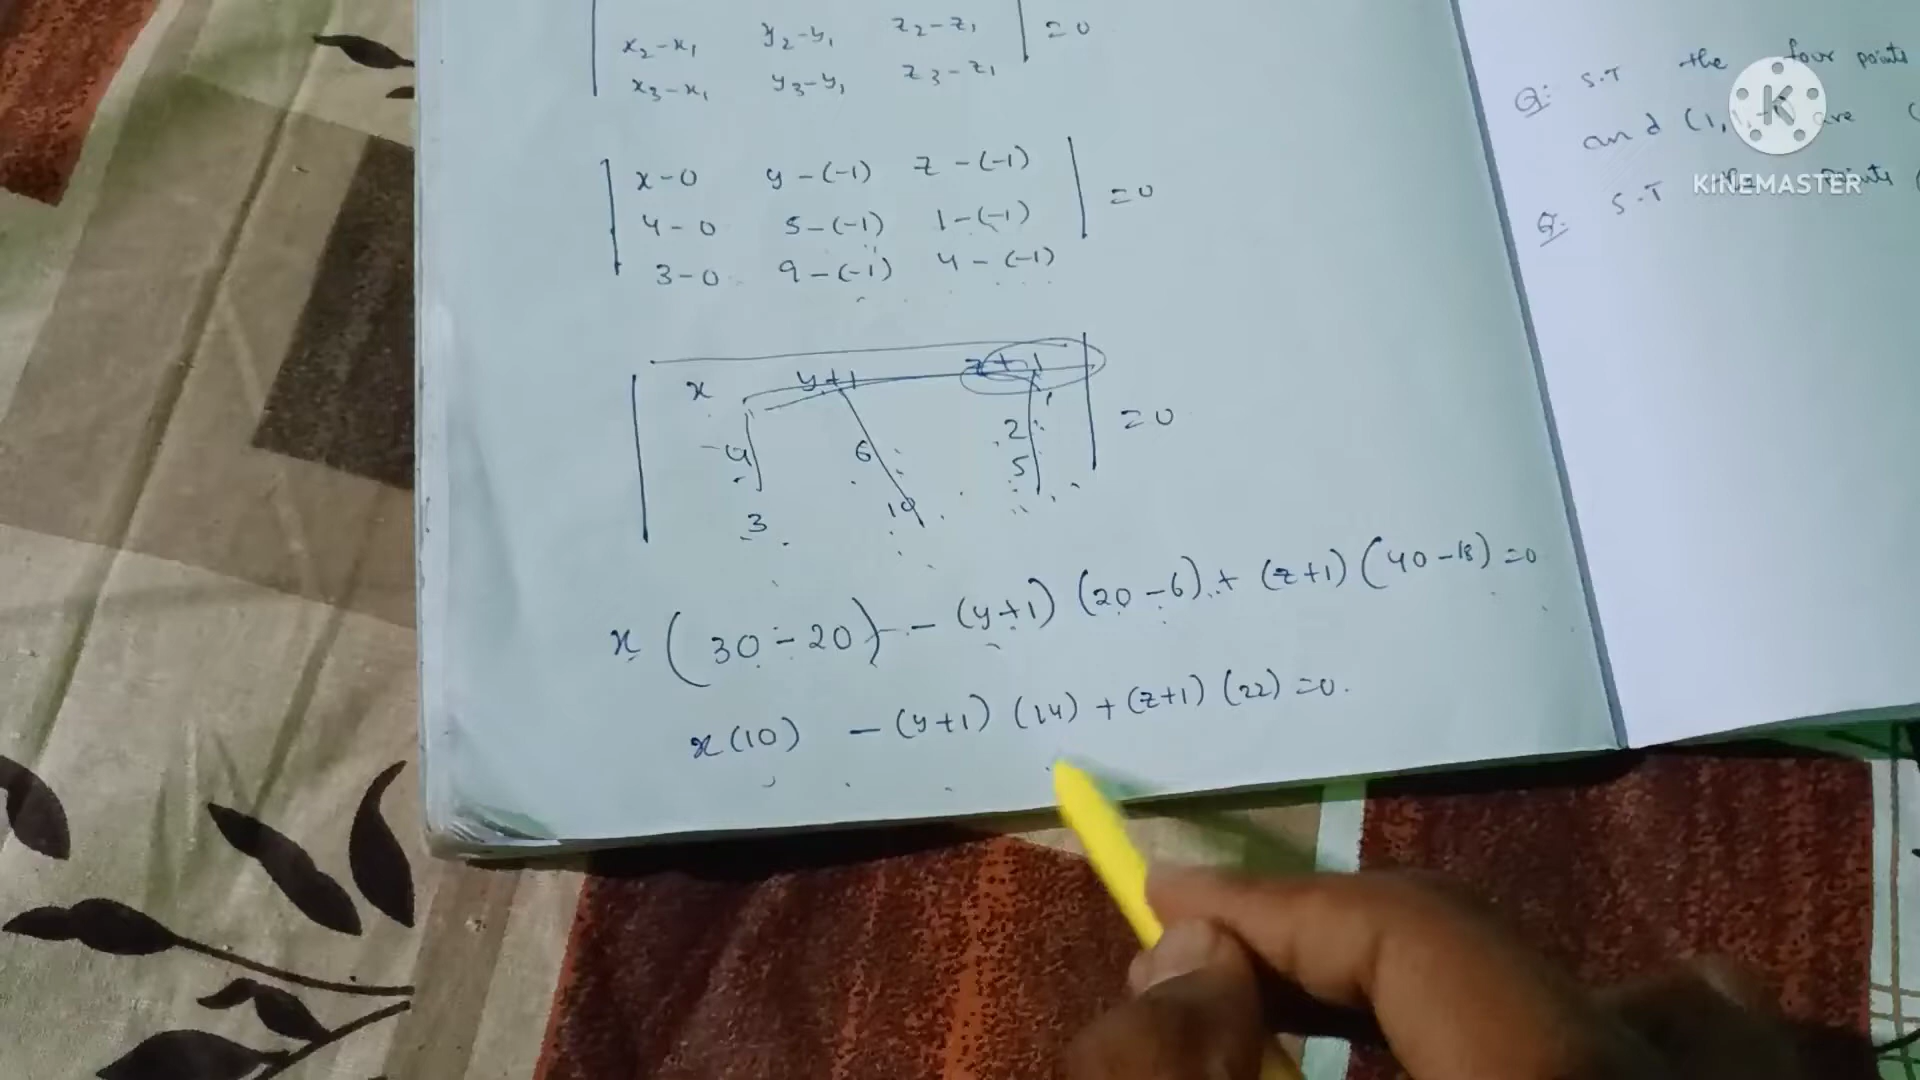 x₂-x₁ y₂-y₁ z₂-z₁ =0
x₃-x₁ y₃-y₁ z₃-z₁
x-0 y-(-1) z-(-1)
4-0 5-(-1) 1-(-1) =0
3-0 9-(-1) 4-(-1)
x y+1 z+1
4 6 2 =0
3 10 5
x (30-20) - (y+1) (20-6) + (z+1) (40-18) =0
x(10) - (y+1) (14) + (z+1) (22) =0.
Q: S.T the four points
and (1,1, are (
Q: S.T points (
K
KINEMASTER